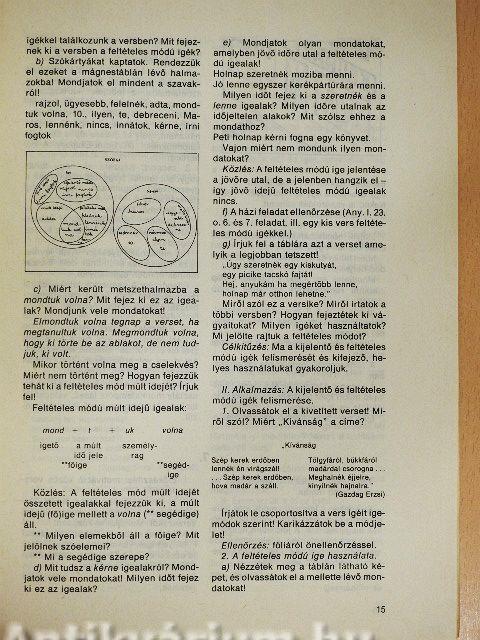 igékkel találkozunk a versben? Mit fejez-
nek ki a versben a feltételes módú igék?
b) Szókártyákat kaptatok. Rendezzük
el ezeket a mágnestáblán lévő halma-
zokba! Mondjatok el mindent a szavak-
ról!
rajzol, ügyesebb, felelnék, adta, mond-
tuk volna, 10., ilyen, te, debreceni, Ma-
ros, lennénk, nincs, innátok, kérne, írni
fogtok
SZÓFAJ
c) Miért került metszethalmazba a
mondtuk volna? Mit fejez ki ez az igea-
lak? Mondjunk vele mondatokat!
Elmondtuk volna tegnap a verset, ha
megtanultuk volna. Megmondtuk volna,
hogy ki törte be az ablakot, de nem tud-
juk, ki volt.
Mikor történt volna meg a cselekvés?
Miért nem történt meg? Hogyan fejezzük
tehát ki a feltételes mód múlt idejét? Írjuk
fel!
Feltételes módú múlt idejű igealak:
mond + t + uk volna
igető a múlt személy-
idő jele rag
**főige **segéd-
ige
Közlés: A feltételes mód múlt idejét
összetett igealakkal fejezzük ki, a múlt
idejű (fő)ige mellett a volna (** segédige)
áll.
** Milyen elemekből áll a főige? Mit
jelölnek szóelemei?
** Mi a segédige szerepe?
d) Mit tudsz a kérne igealakról? Mond-
jatok vele mondatokat! Milyen időt fejez
ki ez az igealak?
e) Mondjatok olyan mondatokat,
amelyben jövő időre utal a feltételes mó-
dú igealak!
Holnap szeretnék moziba menni.
Jó lenne egyszer kerékpártúrára menni.
Milyen időt fejez ki a szeretnék és a
lenne igealak? Milyen időre utalnak az
időjeltelen alakok? Mit szólsz ehhez a
mondathoz?
Peti holnap kérni fogna egy könyvet.
Vajon miért nem mondunk ilyen mon-
datokat?
Közlés: A feltételes módú ige jelentése
a jövőre utal, de a jelenben hangzik el –
így jövő idejű feltételes módú igealak
nincs.
f) A házi feladat ellenőrzése (Any. I. 23.
o. 6. és 7. feladat, ill. egy kis vers feltéte-
les módú igékkel.)
g) Írjuk fel a táblára azt a verset ame-
lyik a legjobban tetszett!
„Úgy szeretnék egy kiskutyát,
egy picike tacskó fajtát!
Hej, anyukám ha megértőbb lenne,
holnap már otthon lehetne."
Miről szól ez a versike? Miről írtatok a
többi versben? Hogyan fejeztétek ki vá-
gyaitokat? Milyen igéket használtatok?
Mi jelölte rajtuk a feltételes módot?
Célkitűzés: Ma a kijelentő és feltételes
módú igék felismerését és kifejező, he-
lyes használatukat gyakoroljuk.
II. Alkalmazás: A kijelentő és feltételes
módú igék felismerése.
1. Olvassátok el a kivetített verset! Mi-
ről szól? Miért „Kívánság" a címe?
„Kívánság
Szép kerek erdőben
lennék én virágszál!
. . . Szép kerek erdőben,
hova madár a száll.
Tölgyfáról, bükkfáról
madárdal csorogna . . .
Meghalnék éjjelre,
kinyílnék hajnalra."
(Gazdag Erzsi)
Írjátok le csoportosítva a vers igéit ige-
módok szerint! Karikázzátok be a módje-
let!
Ellenőrzés: fóliáról önellenőrzéssel.
2. A feltételes módú ige használata.
a) Nézzétek meg a táblán látható ké-
pet, és olvassátok el a mellette lévő mon-
datokat!
15
Antikvárium.hu